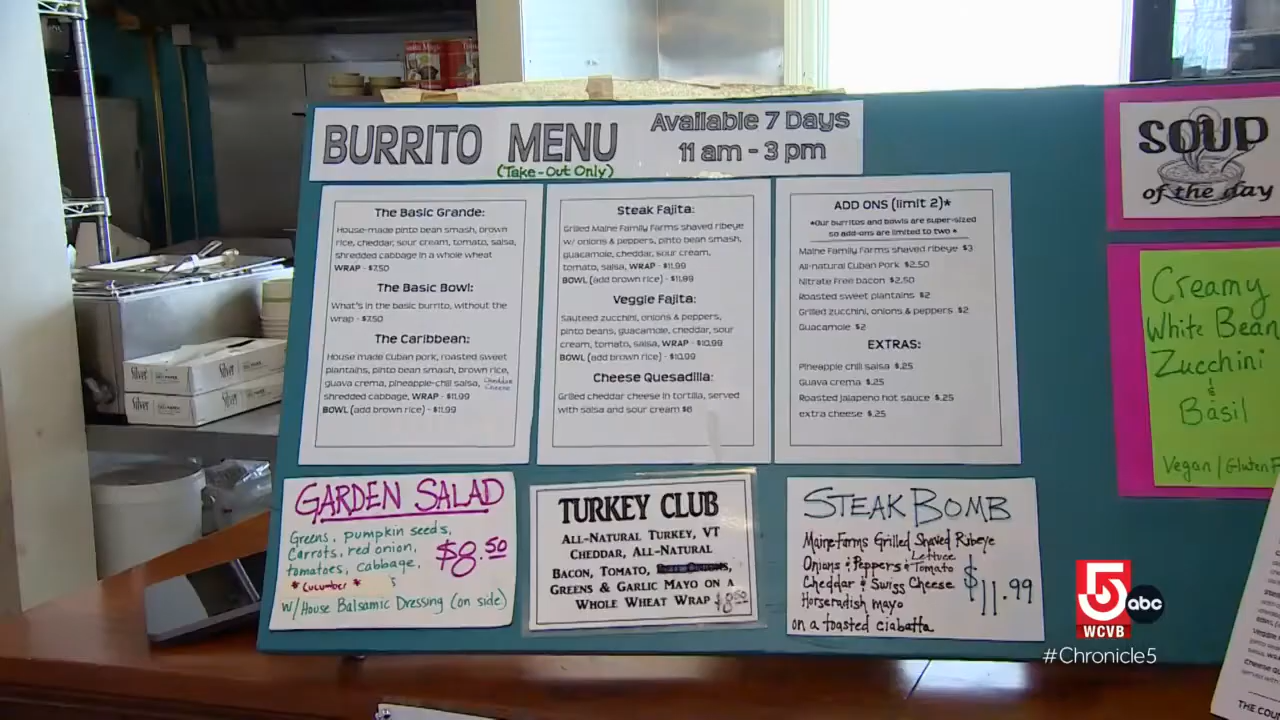 BURRITO MENU
(Take-Out Only)
Available 7 Days
11 am - 3 pm
The Basic Grande:
House-made pinto bean smash, brown
rice, cheddar, sour cream, tomato, salsa,
shredded cabbage in a whole wheat
WRAP - $7.50
The Basic Bowl:
What's in the basic burrito, without the
wrap - $7.50
The Caribbean:
House made Cuban pork, roasted sweet
plantains, pinto bean smash, brown rice,
guava crema, pineapple-chili salsa, Cheddar Cheese
shredded cabbage, WRAP - $11.99
BOWL (add brown rice) - $11.99
Steak Fajita:
Grilled Maine Family Farms shaved ribeye
w/ onions & peppers, pinto bean smash,
guacamole, cheddar, sour cream,
tomato, salsa, WRAP - $11.99
BOWL (add brown rice) - $11.99
Veggie Fajita:
Sauteed zucchini, onions & peppers,
pinto beans, guacamole, cheddar, sour
cream, tomato, salsa, WRAP - $10.99
BOWL (add brown rice) - $10.99
Cheese Quesadilla:
Grilled cheddar cheese in tortilla, served
with salsa and sour cream $6
ADD ONS (limit 2)*
*Our burritos and bowls are super-sized
so add-ons are limited to two *
Maine Family Farms shaved ribeye $3
All-natural Cuban Pork $2.50
Nitrate Free bacon $2.50
Roasted sweet plantains $2
Grilled zucchini, onions & peppers $2
Guacamole $2
EXTRAS:
Pineapple chili salsa $.25
Guava crema $.25
Roasted jalapeno hot sauce $.25
extra cheese $.25
SOUP
of the day
Creamy
White Bean
Zucchini
&
Basil
Vegan / Gluten F
GARDEN SALAD
Greens, pumpkin seeds,
Carrots, red onion,
tomatoes, cabbage,
* Cucumber *
W/ House Balsamic Dressing (on side)
$8.50
TURKEY CLUB
ALL-NATURAL TURKEY, VT
CHEDDAR, ALL-NATURAL
BACON, TOMATO,
GREENS & GARLIC MAYO ON A
WHOLE WHEAT WRAP $8.50
STEAK BOMB
Maine Farms Grilled Shaved Ribeye
Onions & Peppers & Lettuce Tomato
Cheddar & Swiss Cheese
Horseradish mayo
on a toasted ciabatta
$11.99
5
abc
WCVB
#Chronicle5